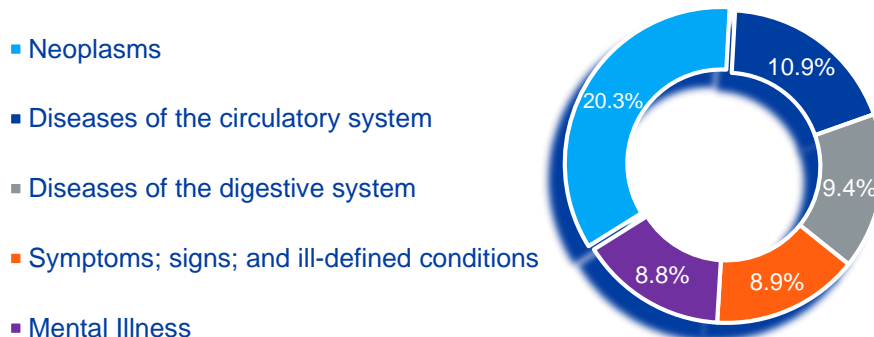 Neoplasms
Diseases of the circulatory system
Diseases of the digestive system
Symptoms; signs; and ill-defined conditions
Mental Illness
10.9%
20.3%
9.4%
8.9%
8.8%